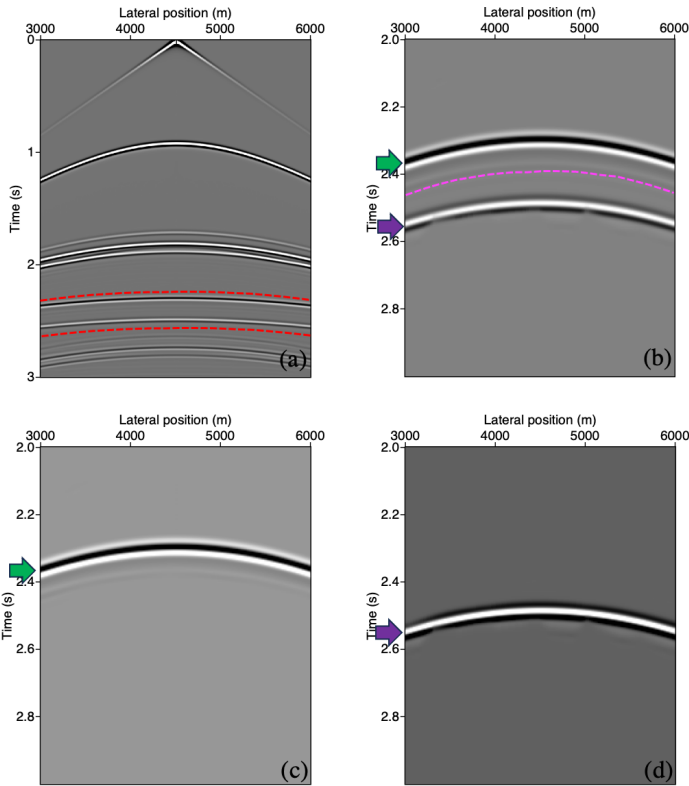 Lateral position (m)
3000 4000 5000 6000
0
1
2
3
Time (s)
(a)
Lateral position (m)
3000 4000 5000 6000
2.0
2.2
2.4
2.6
2.8
Time (s)
(b)
Lateral position (m)
3000 4000 5000 6000
2.0
2.2
2.4
2.6
2.8
Time (s)
(c)
Lateral position (m)
3000 4000 5000 6000
2.0
2.2
2.4
2.6
2.8
Time (s)
(d)